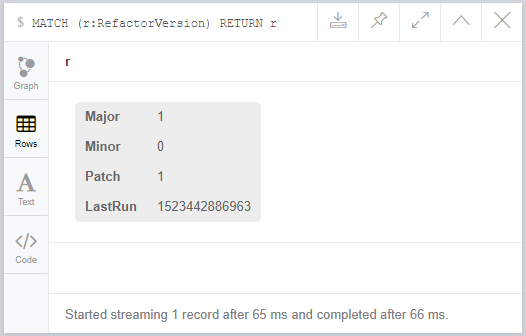 $ MATCH (r:RefactorVersion) RETURN r
Graph
Rows
A
Text
</>
Code
r
Major 1
Minor 0
Patch 1
LastRun 1523442886963
Started streaming 1 record after 65 ms and completed after 66 ms.